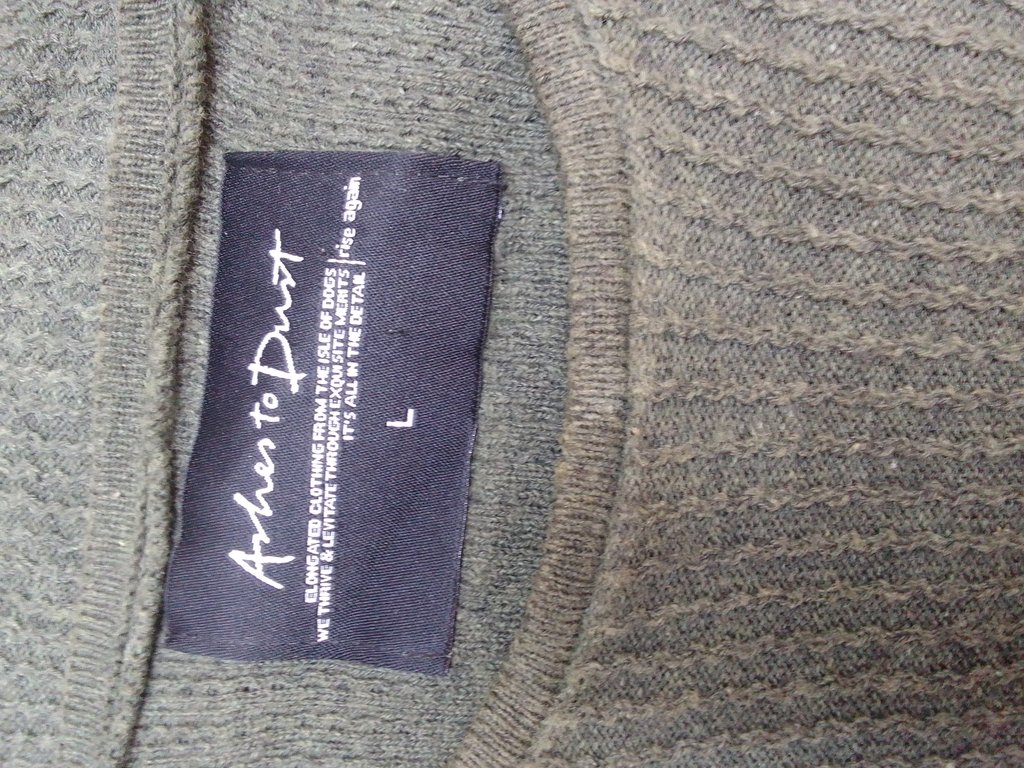 Ashes to Dust
ELONGATED CLOTHING FROM THE ISLE OF DOGS
WE THRIVE & LEVITATE THROUGH EXQUISITE MERITS
IT'S ALL IN THE DETAIL
rise again
L